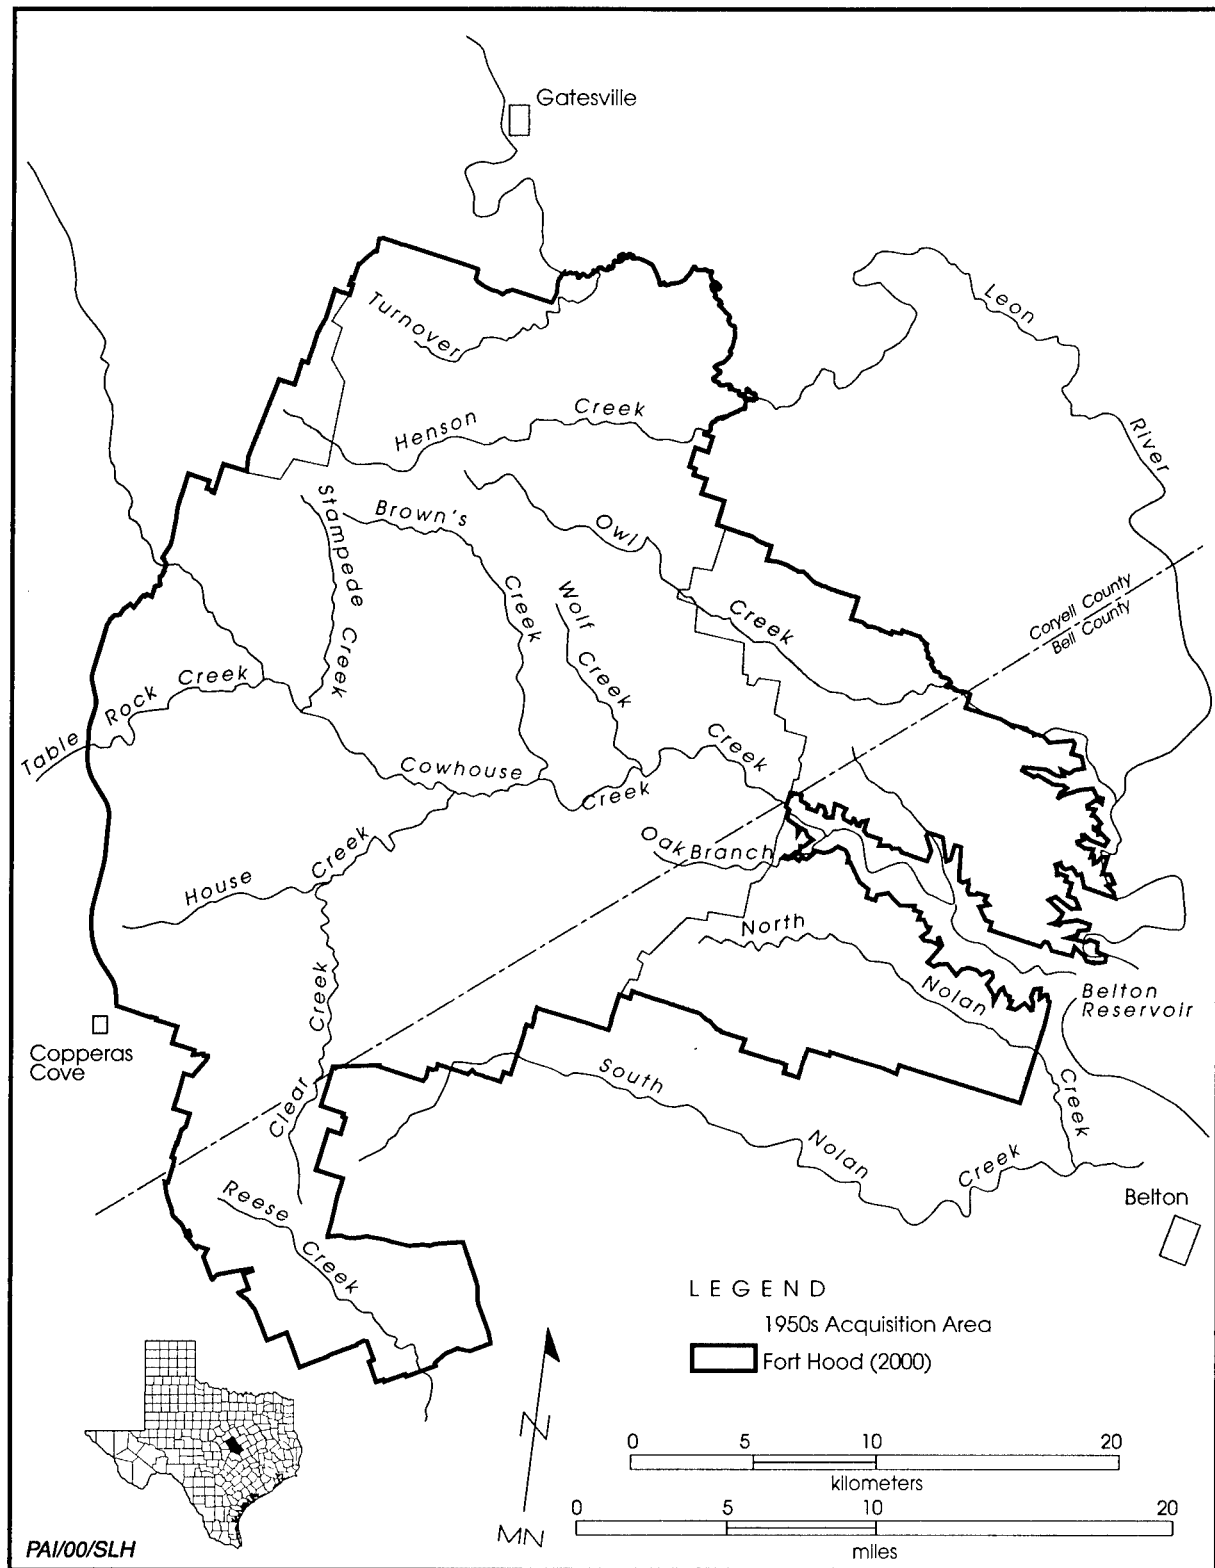 Gatesville
Leon
River
Turnover
Henson
Creek
Stampede
Creek
Brown's
Creek
Owl
Creek
Wolf
Creek
Coryell County
Bell County
Table
Rock
Creek
Cowhouse
Creek
Creek
Oak Branch
House
Creek
North
Nolan
Creek
Belton
Reservoir
Clear
Creek
Copperas
Cove
South
Nolan
Creek
Belton
Reese
Creek
LEGEND
1950s Acquisition Area
Fort Hood (2000)
N
MN
0 5 10 20
kilometers
0 5 10 20
miles
PAI/00/SLH